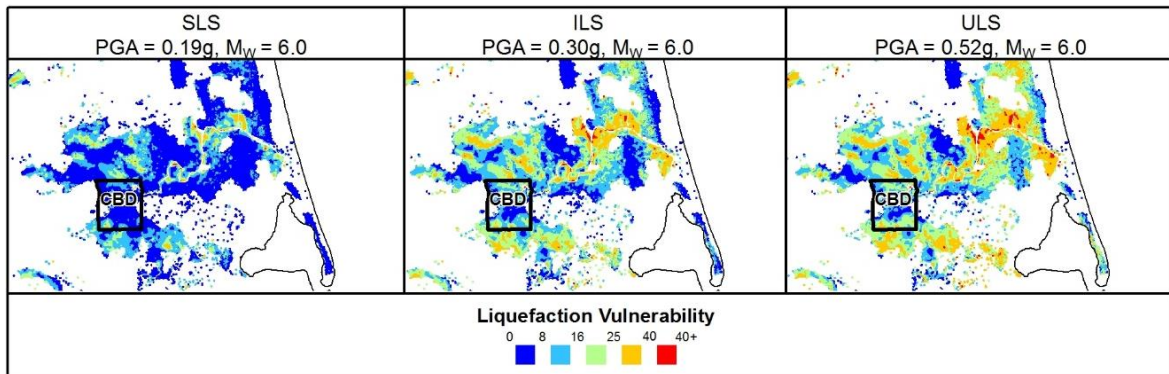 SLS
PGA = 0.19g, MW = 6.0
ILS
PGA = 0.30g, MW = 6.0
ULS
PGA = 0.52g, MW = 6.0
CBD
CBD
CBD
Liquefaction Vulnerability
0 8 16 25 40 40+